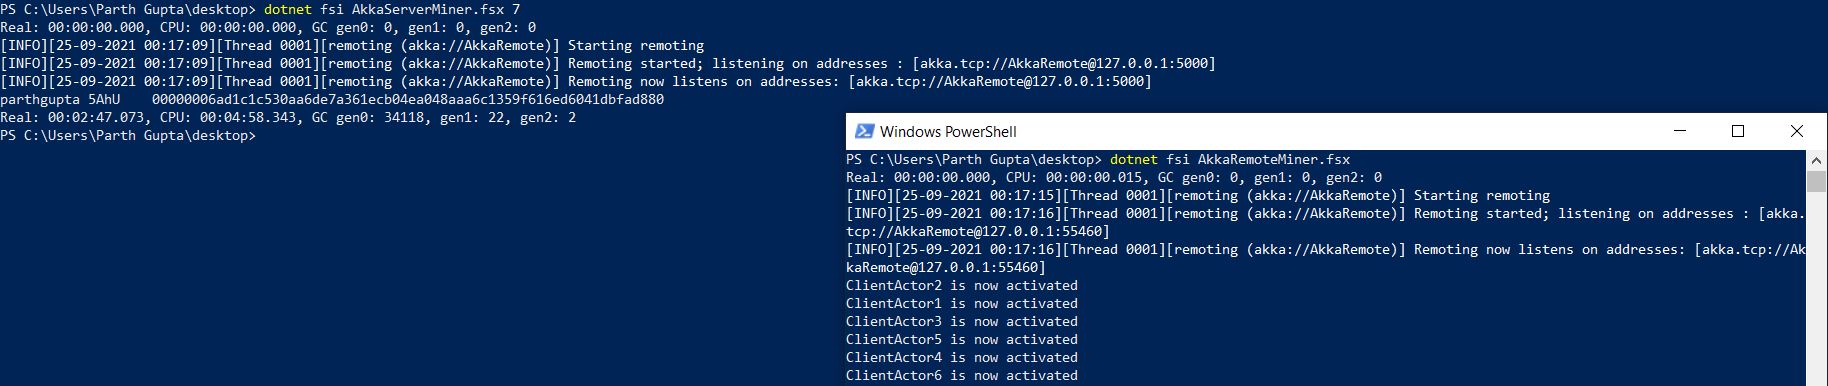 PS C:\Users\Parth Gupta\desktop> dotnet fsi AkkaServerMiner.fsx 7
Real: 00:00:00.000, CPU: 00:00:00.000, GC gen0: 0, gen1: 0, gen2: 0
[INFO][25-09-2021 00:17:09][Thread 0001][remoting (akka://AkkaRemote)] Starting remoting
[INFO][25-09-2021 00:17:09][Thread 0001][remoting (akka://AkkaRemote)] Remoting started; listening on addresses : [akka.tcp://AkkaRemote@127.0.0.1:5000]
[INFO][25-09-2021 00:17:09][Thread 0001][remoting (akka://AkkaRemote)] Remoting now listens on addresses: [akka.tcp://AkkaRemote@127.0.0.1:5000]
parthgupta 5AhU    00000006ad1c1c530aa6de7a361ecb04ea048aaa6c1359f616ed6041dbfad880
Real: 00:02:47.073, CPU: 00:04:58.343, GC gen0: 34118, gen1: 22, gen2: 2
PS C:\Users\Parth Gupta\desktop>
Windows PowerShell
PS C:\Users\Parth Gupta\desktop> dotnet fsi AkkaRemoteMiner.fsx
Real: 00:00:00.000, CPU: 00:00:00.015, GC gen0: 0, gen1: 0, gen2: 0
[INFO][25-09-2021 00:17:15][Thread 0001][remoting (akka://AkkaRemote)] Starting remoting
[INFO][25-09-2021 00:17:16][Thread 0001][remoting (akka://AkkaRemote)] Remoting started; listening on addresses : [akka.
tcp://AkkaRemote@127.0.0.1:55460]
[INFO][25-09-2021 00:17:16][Thread 0001][remoting (akka://AkkaRemote)] Remoting now listens on addresses: [akka.tcp://Ak
kaRemote@127.0.0.1:55460]
ClientActor2 is now activated
ClientActor1 is now activated
ClientActor3 is now activated
ClientActor5 is now activated
ClientActor4 is now activated
ClientActor6 is now activated